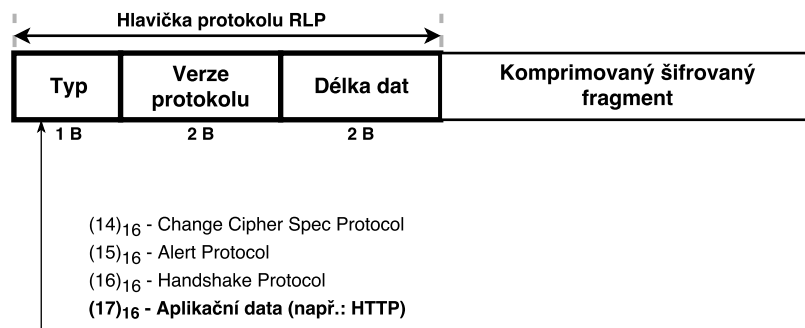 Hlavička protokolu RLP
Typ
Verze
protokolu
Délka dat
Komprimovaný šifrovaný
fragment
1 B
2 B
2 B
(14)16 - Change Cipher Spec Protocol
(15)16 - Alert Protocol
(16)16 - Handshake Protocol
(17)16 - Aplikační data (např.: HTTP)